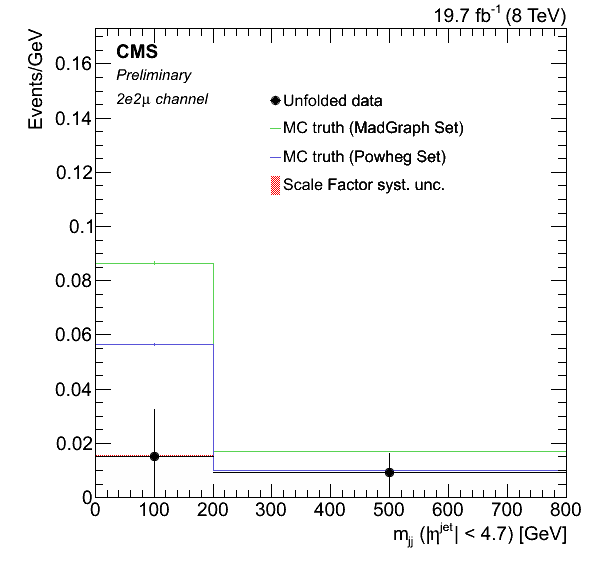 19.7 fb⁻¹ (8 TeV)
Events/GeV
CMS
Preliminary
2e2μ channel
Unfolded data
MC truth (MadGraph Set)
MC truth (Powheg Set)
Scale Factor syst. unc.
0.16
0.14
0.12
0.1
0.08
0.06
0.04
0.02
0
0 100 200 300 400 500 600 700 800
m_jj (|η^jet| < 4.7) [GeV]